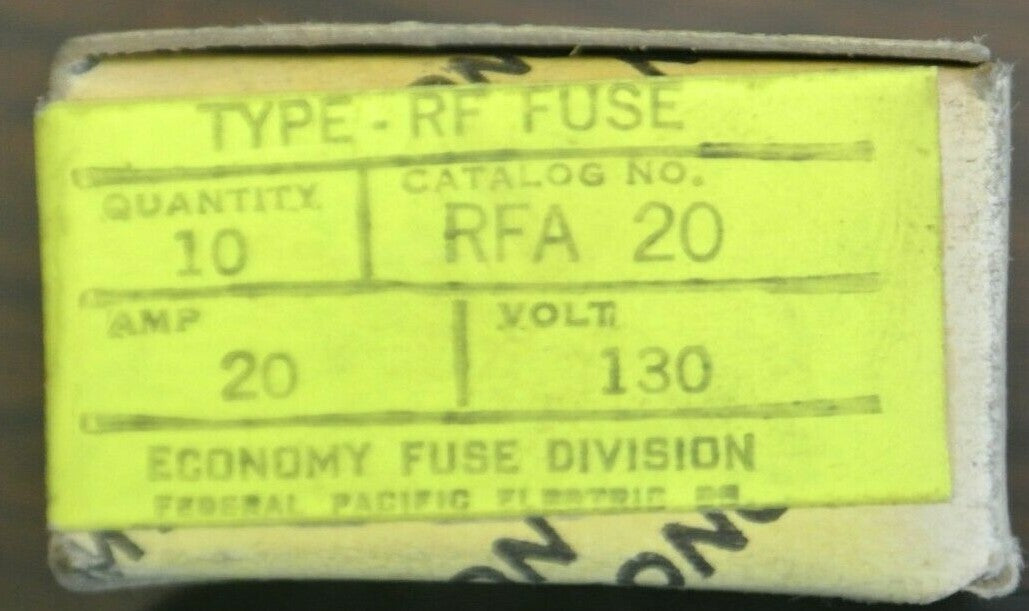 TYPE - RF FUSE
QUANTITY
10
CATALOG NO.
RFA 20
AMP
20
VOLT
130
ECONOMY FUSE DIVISION
FEDERAL PACIFIC ELECTRIC